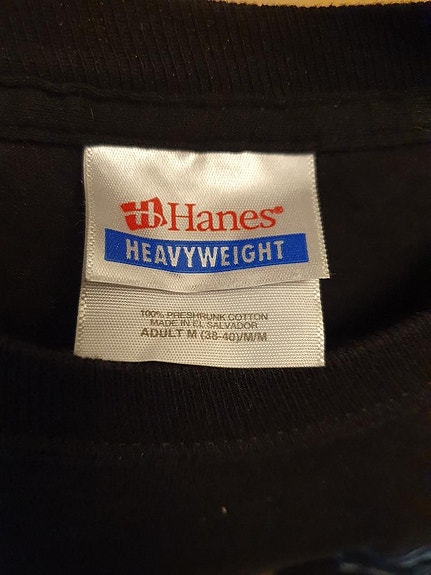 Hanes®
HEAVYWEIGHT
100% PRESHRUNK COTTON
MADE IN EL SALVADOR
ADULT M (38-40)/M/M